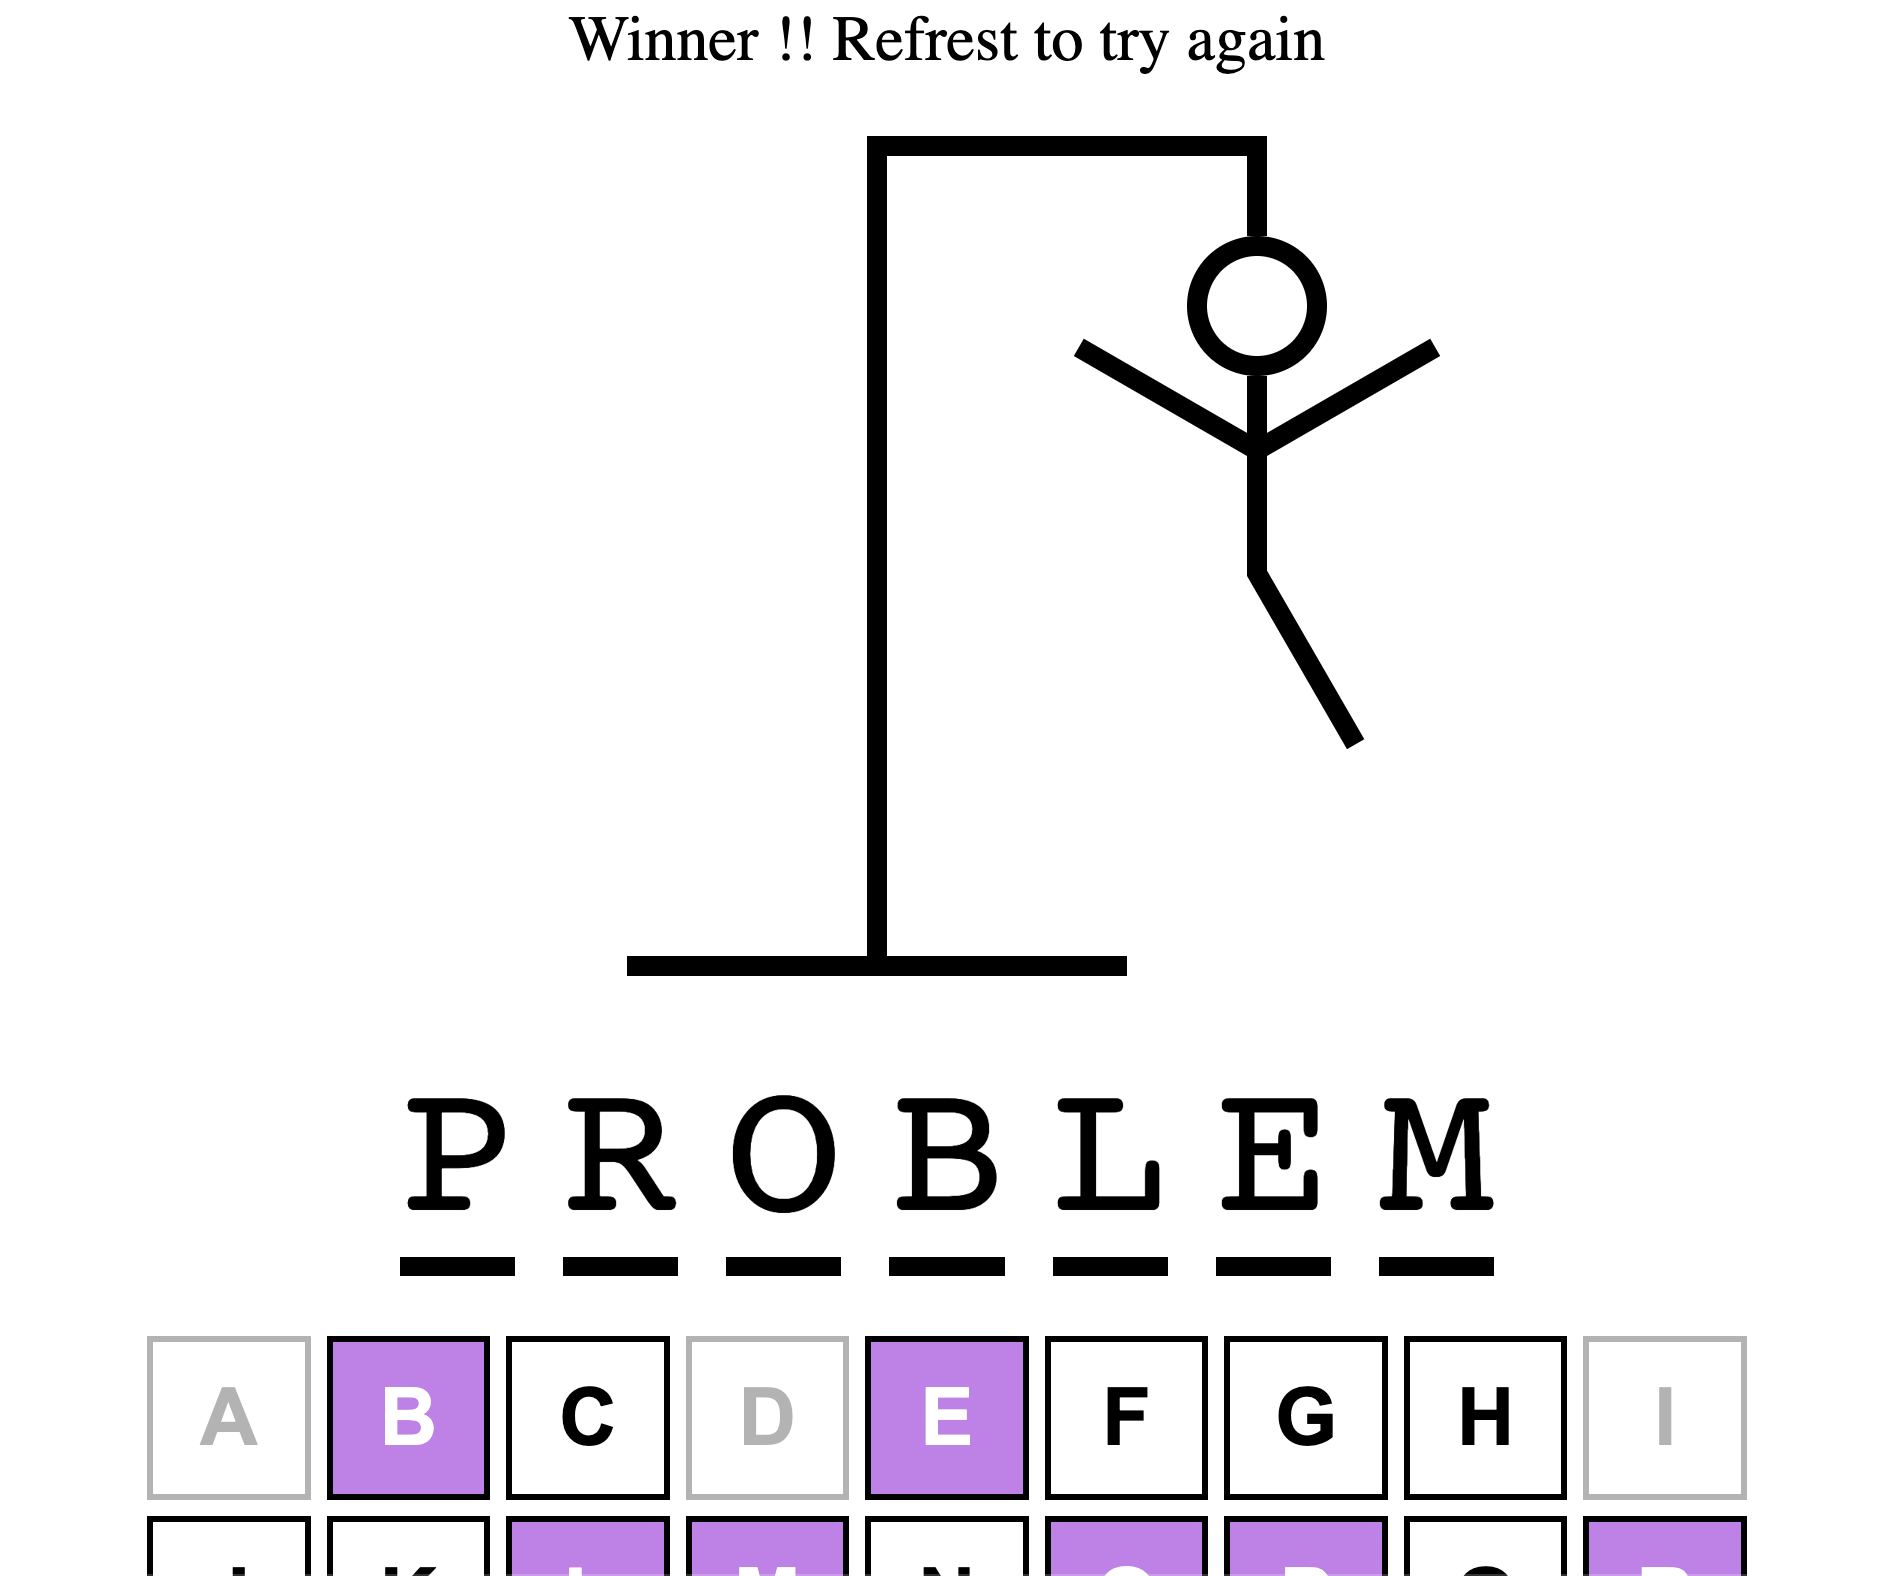 Winner !! Refrest to try again
P R O B L E M
A B C D E F G H I
J K L M N O P Q R